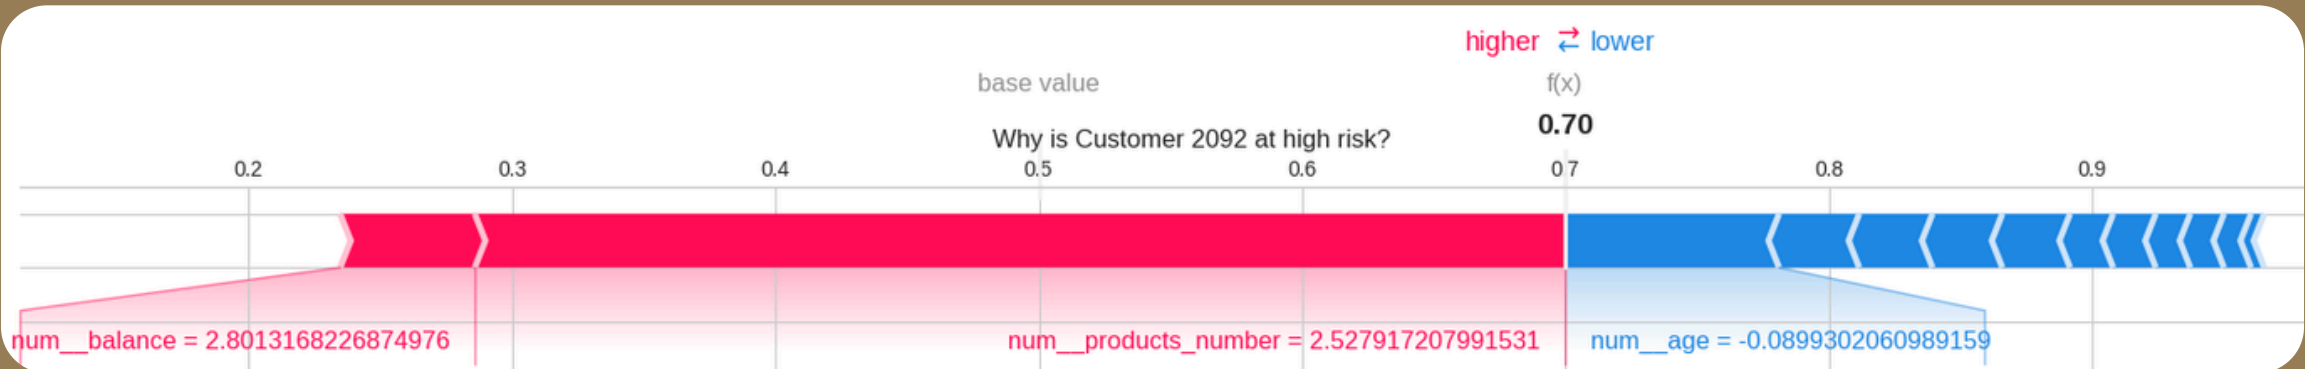 higher ⇄ lower
base value f(x)
0.70
Why is Customer 2092 at high risk?
0.2 0.3 0.4 0.5 0.6 0.7 0.8 0.9
num__balance = 2.8013168226874976 num__products_number = 2.527917207991531 num__age = -0.0899302060989159